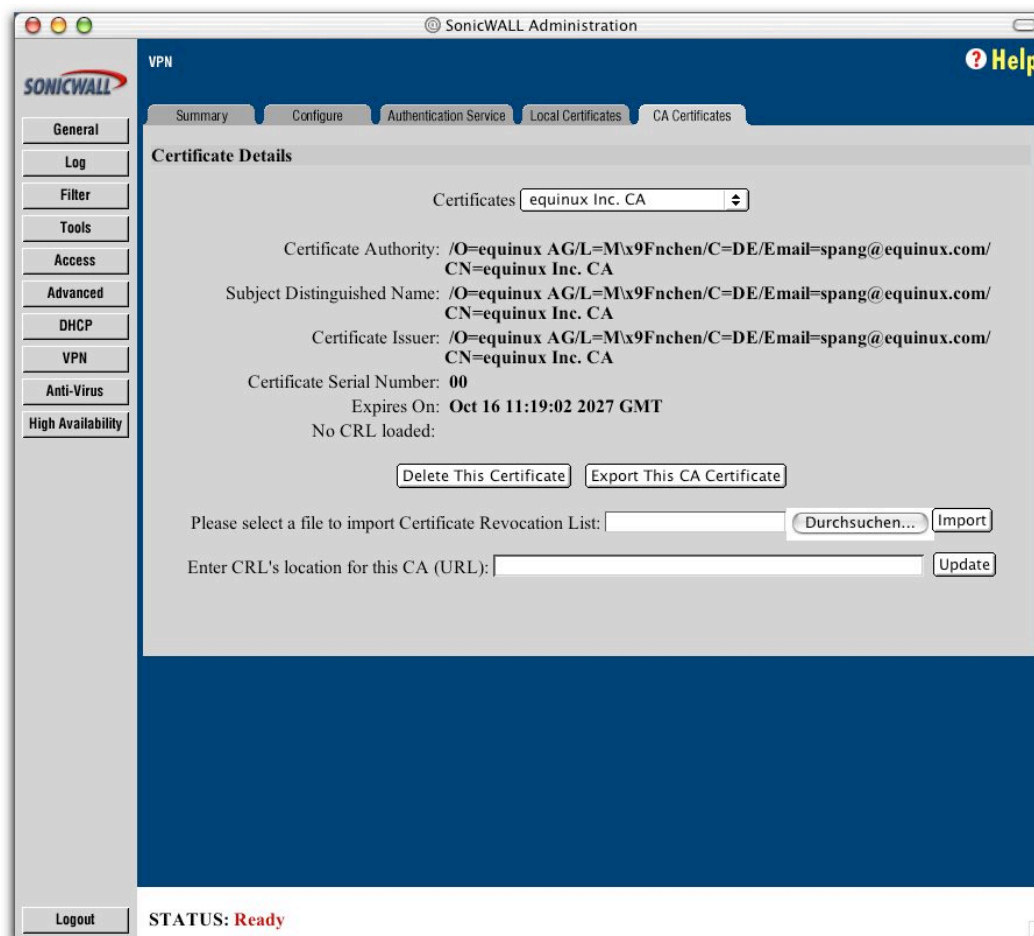 SonicWALL Administration
SONICWALL
VPN
? Help
Summary Configure Authentication Service Local Certificates CA Certificates
General
Log
Filter
Tools
Access
Advanced
DHCP
VPN
Anti-Virus
High Availability
Certificate Details
Certificates equinux Inc. CA
Certificate Authority: /O=equinux AG/L=M\x9Fnchen/C=DE/Email=spang@equinux.com/
CN=equinux Inc. CA
Subject Distinguished Name: /O=equinux AG/L=M\x9Fnchen/C=DE/Email=spang@equinux.com/
CN=equinux Inc. CA
Certificate Issuer: /O=equinux AG/L=M\x9Fnchen/C=DE/Email=spang@equinux.com/
CN=equinux Inc. CA
Certificate Serial Number: 00
Expires On: Oct 16 11:19:02 2027 GMT
No CRL loaded:
Delete This Certificate Export This CA Certificate
Please select a file to import Certificate Revocation List: Durchsuchen... Import
Enter CRL's location for this CA (URL): Update
Logout
STATUS: Ready